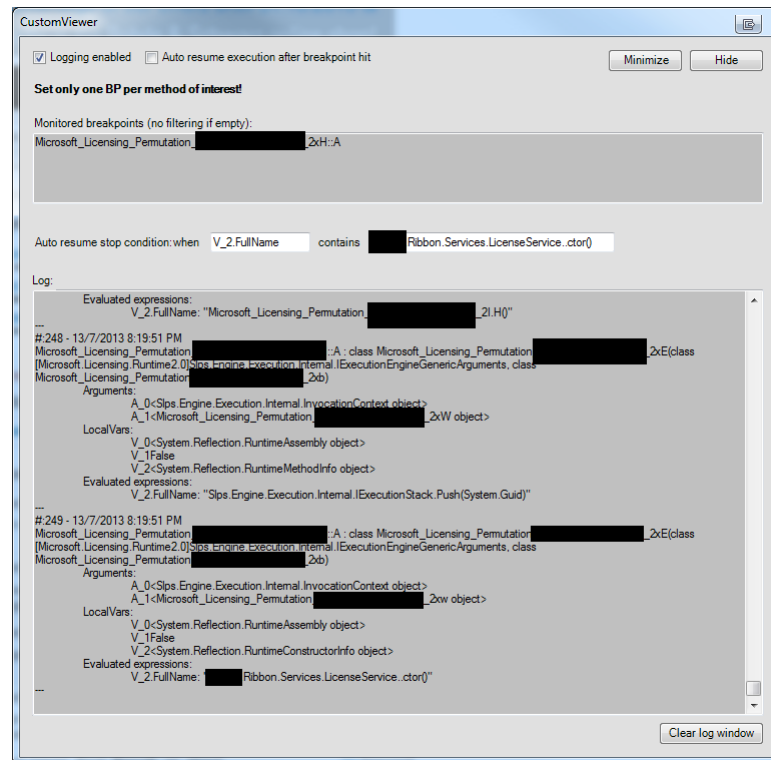 CustomViewer
Logging enabled Auto resume execution after breakpoint hit Minimize Hide
Set only one BP per method of interest!
Monitored breakpoints (no filtering if empty):
Microsoft_Licensing_Permutation_ _2xH::A
Auto resume stop condition: when V_2.FullName contains Ribbon.Services.LicenseService..ctor()
Log:
Evaluated expressions:
V_2.FullName: "Microsoft_Licensing_Permutation_ _2I.H()"
---
#:248 - 13/7/2013 8:19:51 PM
Microsoft_Licensing_Permutation ::A : class Microsoft_Licensing_Permutation _2xE(class
[Microsoft.Licensing.Runtime2.0]Slps.Engine.Execution.Internal.IExecutionEngineGenericArguments, class
Microsoft_Licensing_Permutation _2xb)
Arguments:
A_0<Slps.Engine.Execution.Internal.InvocationContext object>
A_1<Microsoft_Licensing_Permutation_ _2xW object>
LocalVars:
V_0<System.Reflection.RuntimeAssembly object>
V_1False
V_2<System.Reflection.RuntimeMethodInfo object>
Evaluated expressions:
V_2.FullName: "Slps.Engine.Execution.Internal.IExecutionStack.Push(System.Guid)"
---
#:249 - 13/7/2013 8:19:51 PM
Microsoft_Licensing_Permutation ::A : class Microsoft_Licensing_Permutation _2xE(class
[Microsoft.Licensing.Runtime2.0]Slps.Engine.Execution.Internal.IExecutionEngineGenericArguments, class
Microsoft_Licensing_Permutation _2xb)
Arguments:
A_0<Slps.Engine.Execution.Internal.InvocationContext object>
A_1<Microsoft_Licensing_Permutation_ _2xw object>
LocalVars:
V_0<System.Reflection.RuntimeAssembly object>
V_1False
V_2<System.Reflection.RuntimeConstructorInfo object>
Evaluated expressions:
V_2.FullName: " Ribbon.Services.LicenseService..ctor()"
---
Clear log window